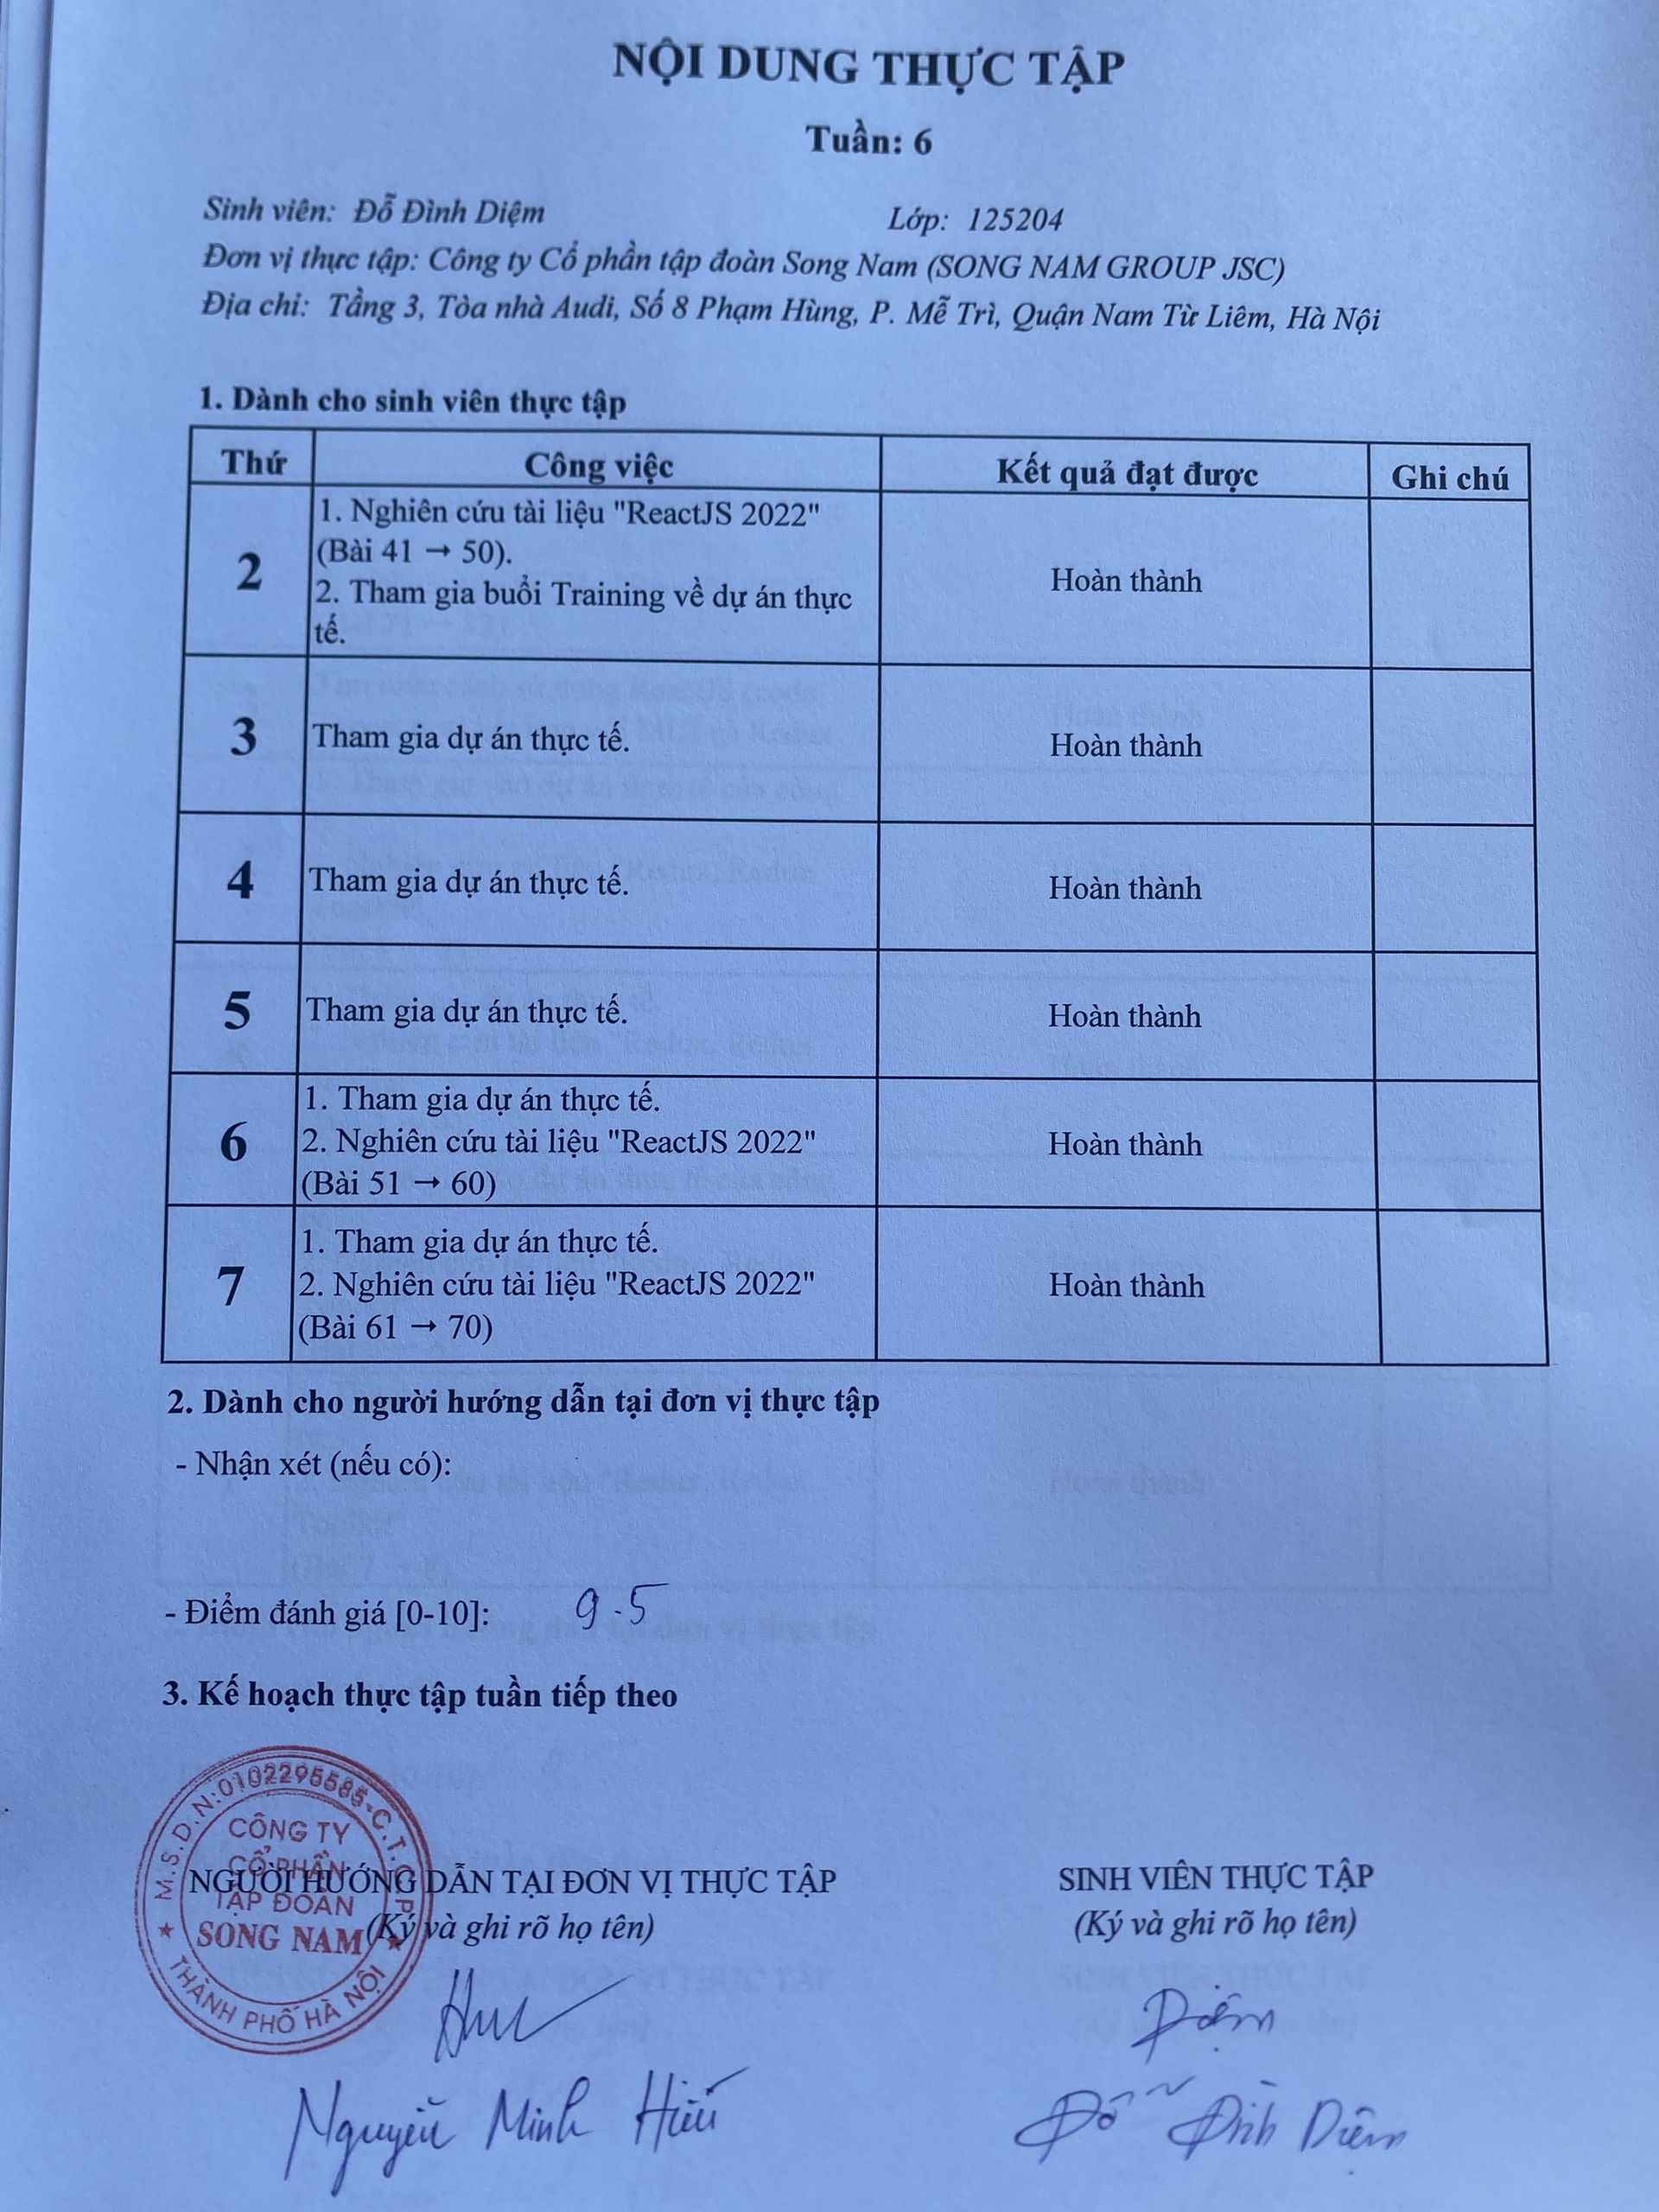 NỘI DUNG THỰC TẬP
Tuần: 6
Sinh viên: Đỗ Đình Diệm Lớp: 125204
Đơn vị thực tập: Công ty Cổ phần tập đoàn Song Nam (SONG NAM GROUP JSC)
Địa chỉ: Tầng 3, Tòa nhà Audi, Số 8 Phạm Hùng, P. Mễ Trì, Quận Nam Từ Liêm, Hà Nội
1. Dành cho sinh viên thực tập
Thứ Công việc Kết quả đạt được Ghi chú
1. Nghiên cứu tài liệu "ReactJS 2022"
(Bài 41 → 50).
2 Hoàn thành
2. Tham gia buổi Training về dự án thực
tế.
3 Tham gia dự án thực tế. Hoàn thành
4 Tham gia dự án thực tế. Hoàn thành
5 Tham gia dự án thực tế. Hoàn thành
1. Tham gia dự án thực tế.
6 2. Nghiên cứu tài liệu "ReactJS 2022" Hoàn thành
(Bài 51 → 60)
1. Tham gia dự án thực tế.
7 2. Nghiên cứu tài liệu "ReactJS 2022" Hoàn thành
(Bài 61 → 70)
2. Dành cho người hướng dẫn tại đơn vị thực tập
- Nhận xét (nếu có):
- Điểm đánh giá [0-10]: 9.5
3. Kế hoạch thực tập tuần tiếp theo
M.S.D.N:0102295585-C.T.C.P
CÔNG TY
CỔ PHẦN
TẬP ĐOÀN
SONG NAM
THÀNH PHỐ HÀ NỘI
NGƯỜI HƯỚNG DẪN TẠI ĐƠN VỊ THỰC TẬP SINH VIÊN THỰC TẬP
(Ký và ghi rõ họ tên) (Ký và ghi rõ họ tên)
Diệm
Nguyễn Minh Hiếu Đỗ Đình Diệm